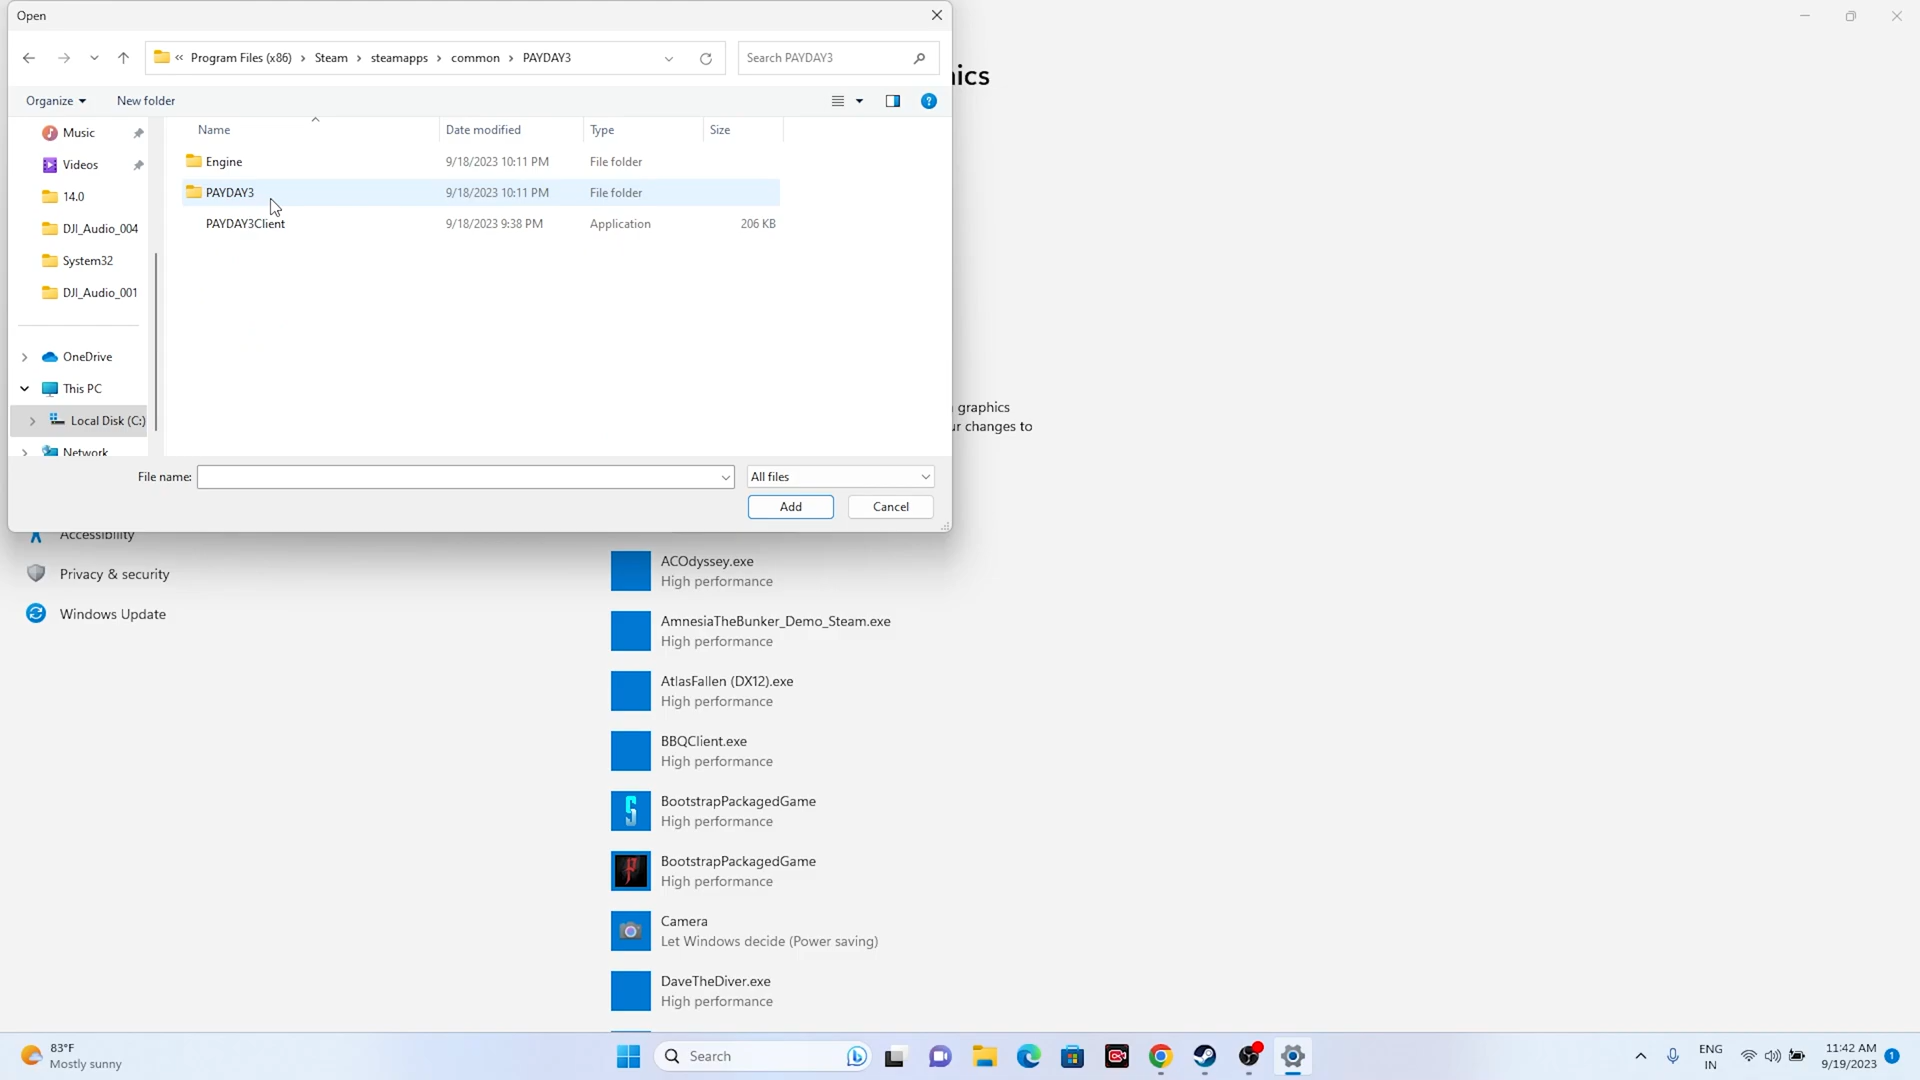 Open
« Program Files (x86) > Steam > steamapps > common > PAYDAY3
Search PAYDAY3
Organize
New folder
Name
Date modified
Type
Size
Engine
9/18/2023 10:11 PM
File folder
PAYDAY3
9/18/2023 10:11 PM
File folder
PAYDAY3Client
9/18/2023 9:38 PM
Application
206 KB
Music
Videos
14.0
DJI_Audio_004
System32
DJI_Audio_001
OneDrive
This PC
Local Disk (C:)
Network
File name:
All files
Add
Cancel
ics
graphics
ur changes to
Accessibility
Privacy & security
Windows Update
ACOdyssey.exe
High performance
AmnesiaTheBunker_Demo_Steam.exe
High performance
AtlasFallen (DX12).exe
High performance
BBQClient.exe
High performance
BootstrapPackagedGame
High performance
BootstrapPackagedGame
High performance
Camera
Let Windows decide (Power saving)
DaveTheDiver.exe
High performance
83°F
Mostly sunny
Search
ENG
IN
11:42 AM
9/19/2023
1